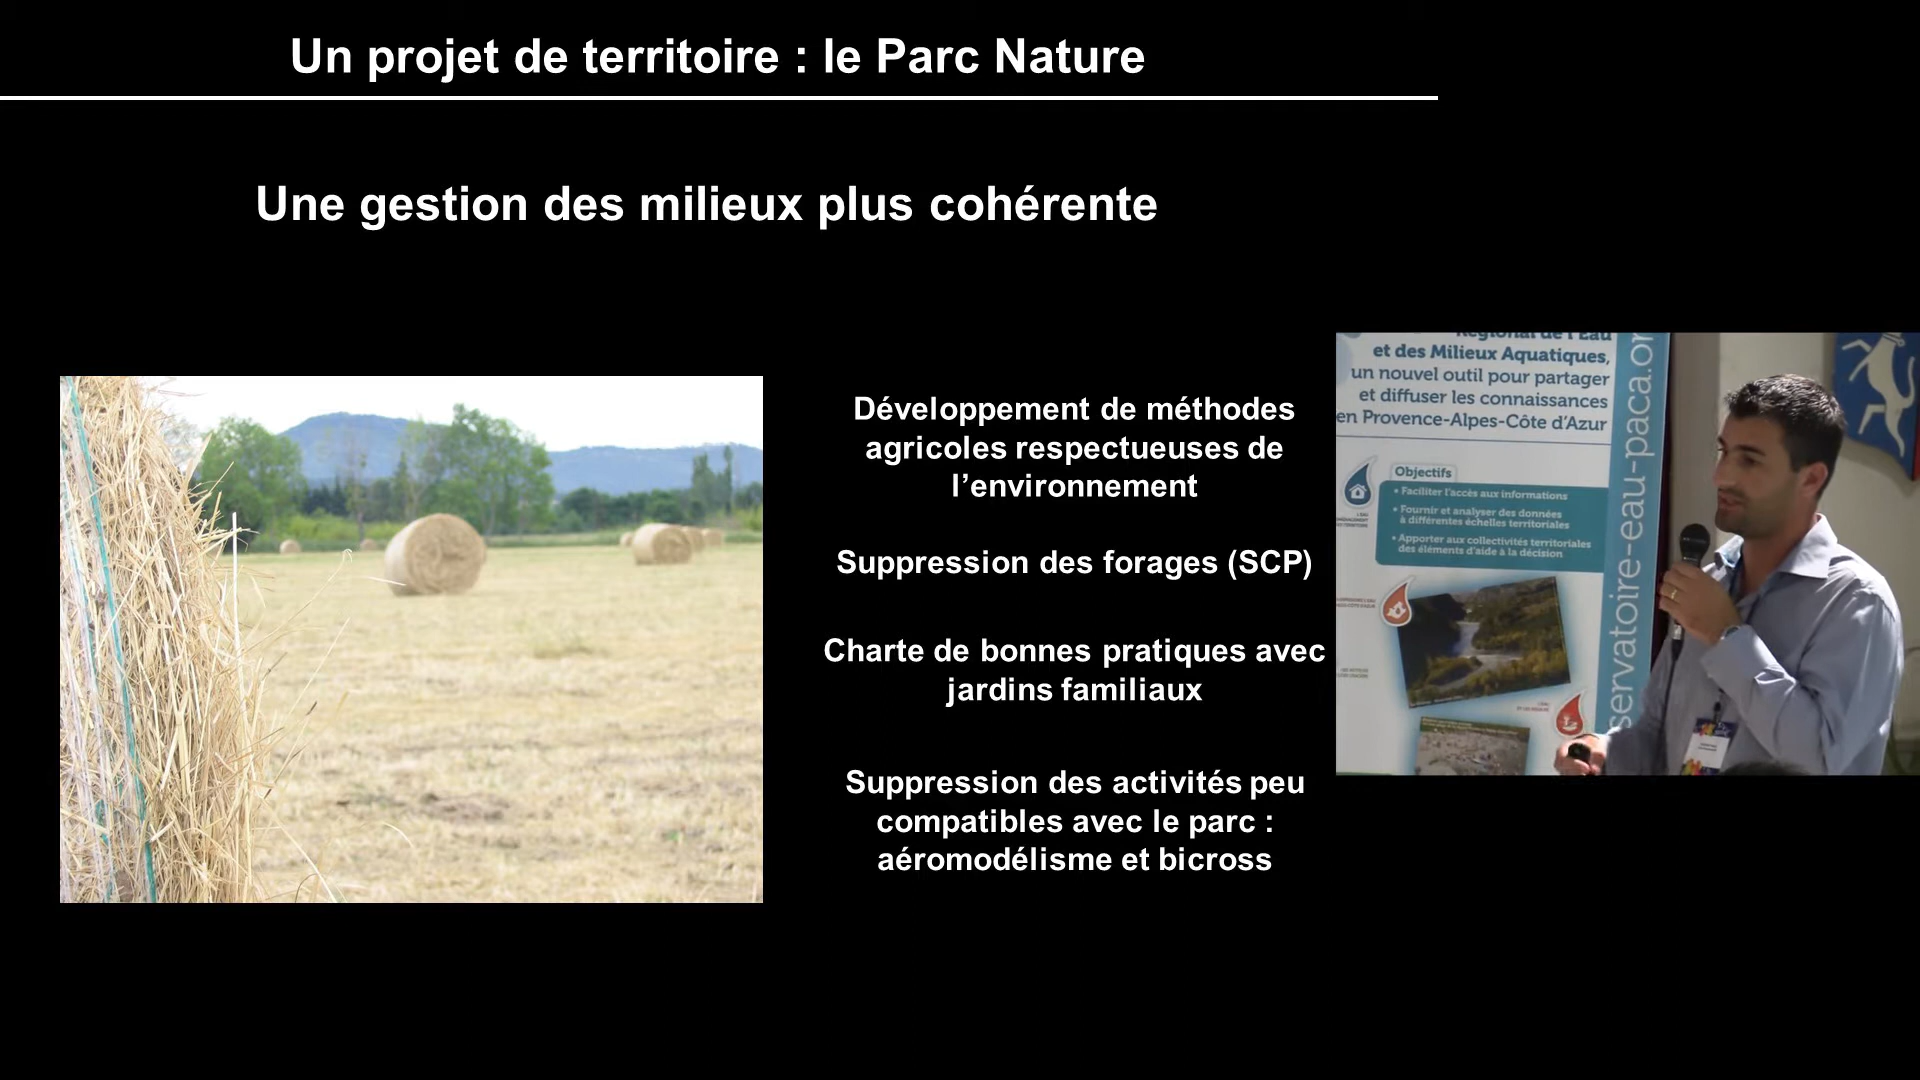 Un projet de territoire : le Parc Nature
Une gestion des milieux plus cohérente
Développement de méthodes
agricoles respectueuses de
l’environnement
Suppression des forages (SCP)
Charte de bonnes pratiques avec
jardins familiaux
Suppression des activités peu
compatibles avec le parc :
aéromodélisme et bicross
Régional de l'Eau
et des Milieux Aquatiques,
un nouvel outil pour partager
et diffuser les connaissances
en Provence-Alpes-Côte d'Azur
Objectifs
• Faciliter l'accès aux informations
• Fournir et analyser des données
à différentes échelles territoriales
• Apporter aux collectivités territoriales
des éléments d'aide à la décision
servatoire-eau-paca.or